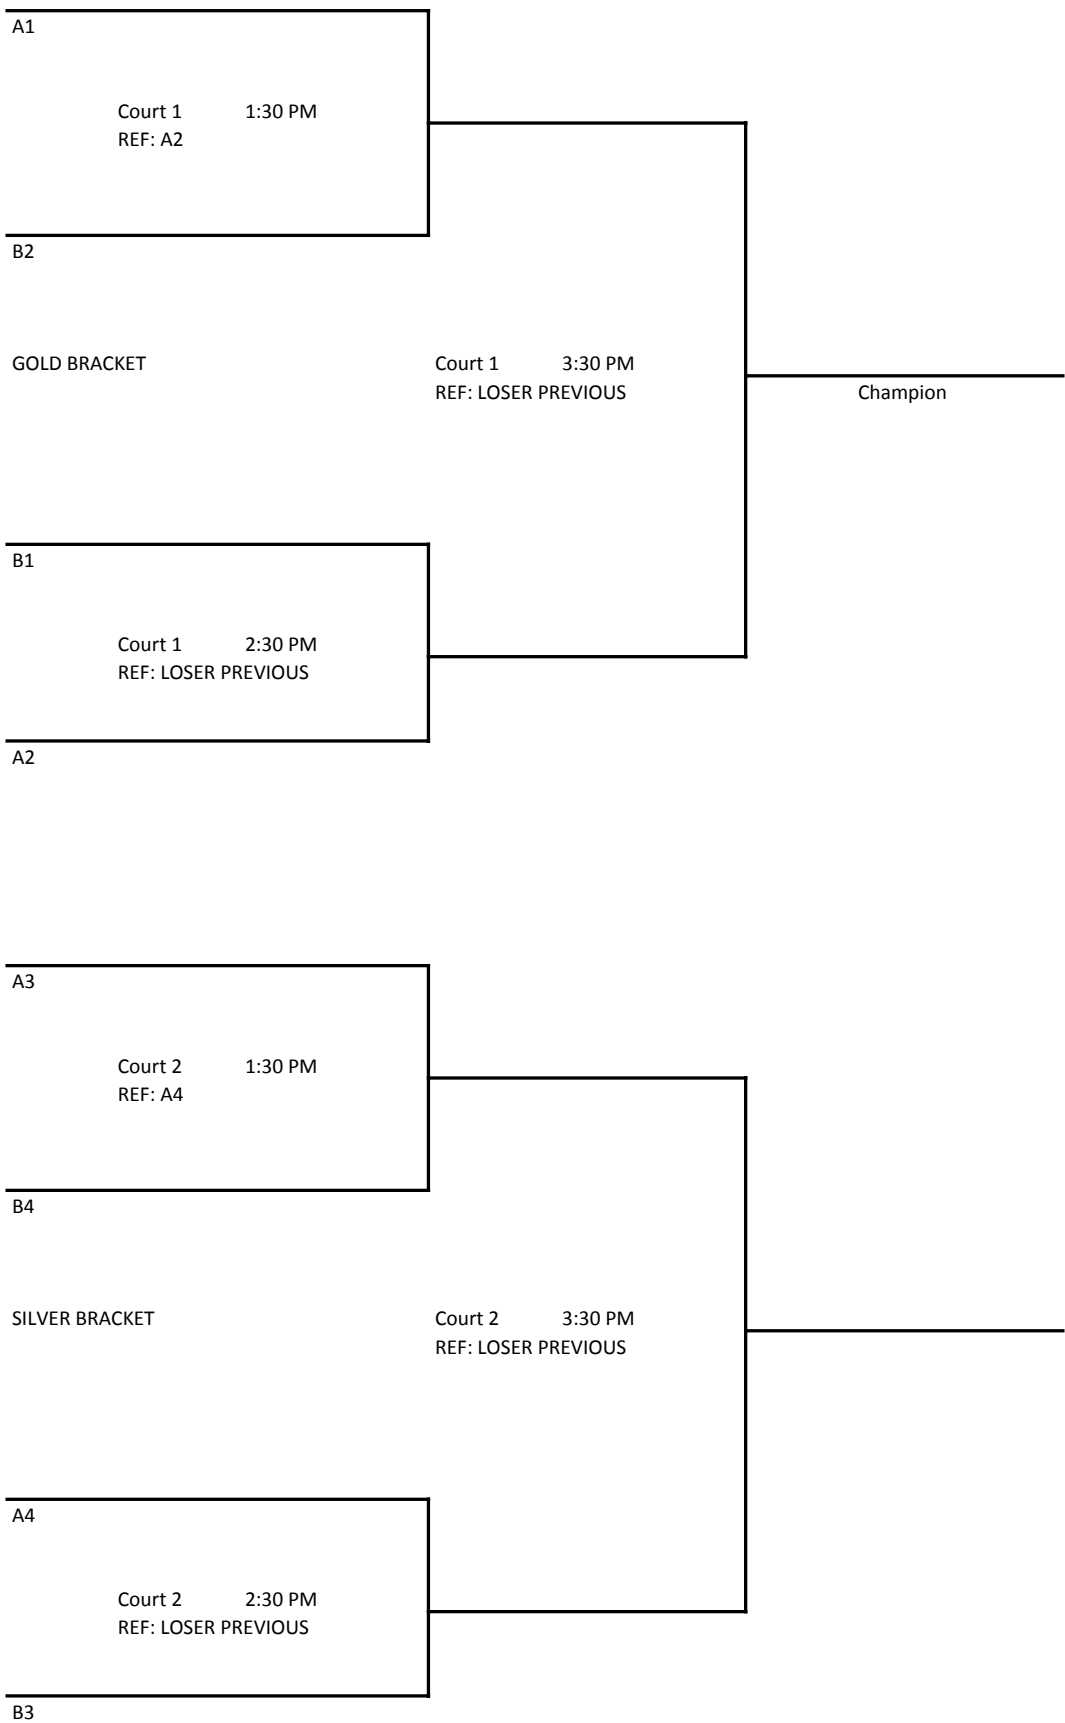 A1
Court 1 1:30 PM
REF: A2
B2
GOLD BRACKET Court 1 3:30 PM
REF: LOSER PREVIOUS Champion
B1
Court 1 2:30 PM
REF: LOSER PREVIOUS
A2
A3
Court 2 1:30 PM
REF: A4
B4
SILVER BRACKET Court 2 3:30 PM
REF: LOSER PREVIOUS
A4
Court 2 2:30 PM
REF: LOSER PREVIOUS
B3